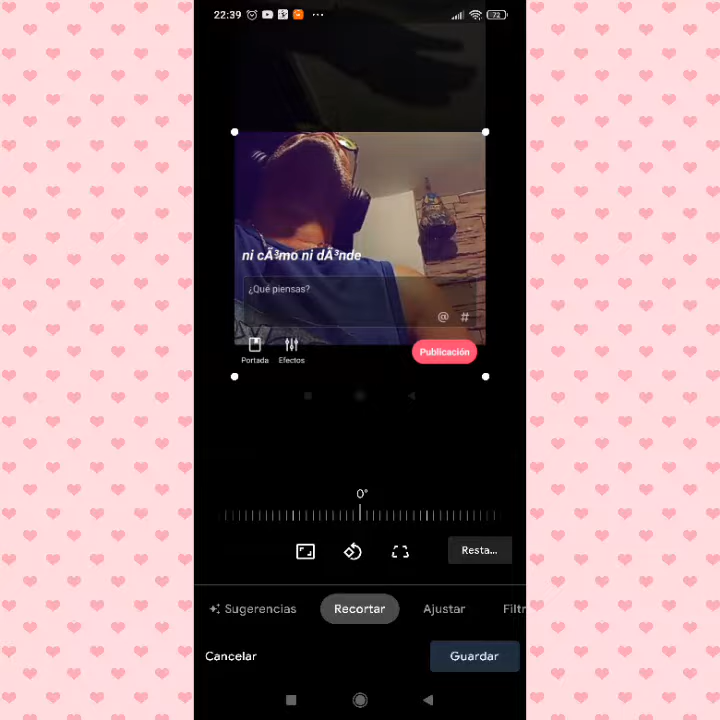 22:39
72
ni cÃ³mo ni dÃ³nde
¿Qué piensas?
@ #
Portada Efectos Publicación
0°
Resta...
Sugerencias Recortar Ajustar Filtr
Cancelar Guardar